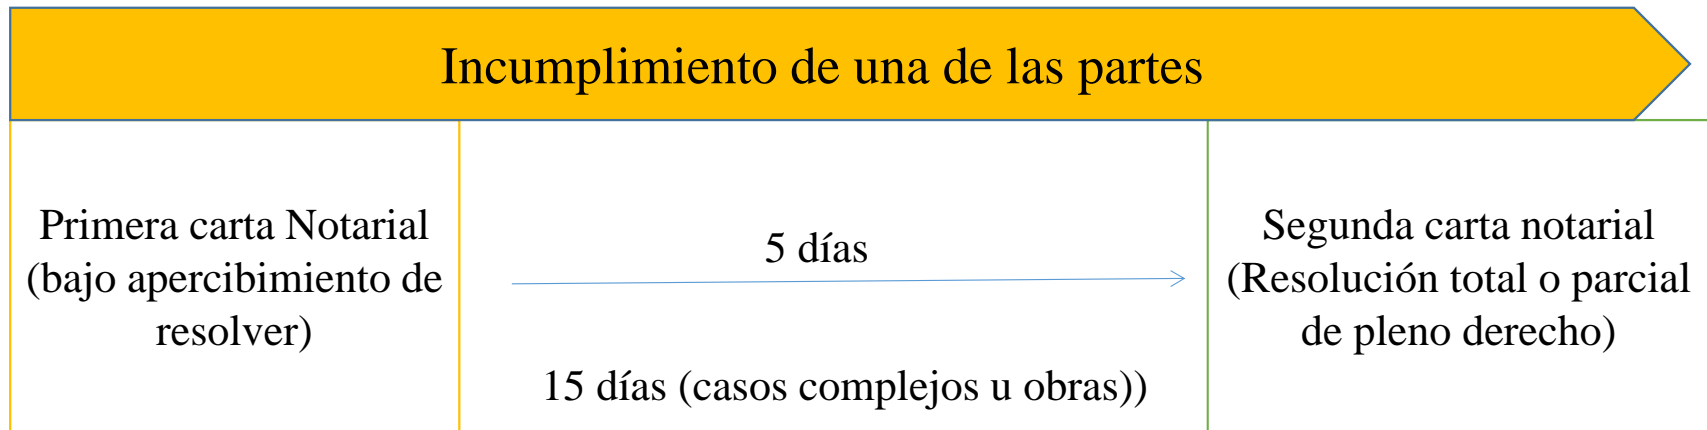 Incumplimiento de una de las partes
Primera carta Notarial
(bajo apercibimiento de
resolver)
5 días
15 días (casos complejos u obras))
Segunda carta notarial
(Resolución total o parcial
de pleno derecho)